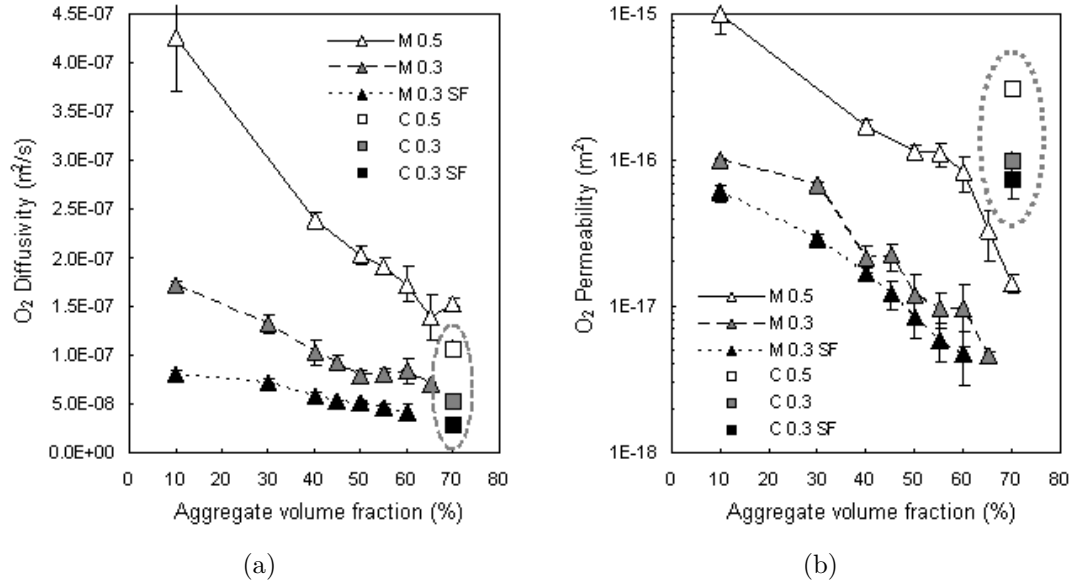 4.5E-07
4.0E-07
3.5E-07
3.0E-07
2.5E-07
2.0E-07
1.5E-07
1.0E-07
5.0E-08
0.0E+00
O₂ Diffusivity (m²/s)
M 0.5
M 0.3
M 0.3 SF
C 0.5
C 0.3
C 0.3 SF
0 10 20 30 40 50 60 70 80
Aggregate volume fraction (%)
(a)
1E-15
1E-16
1E-17
1E-18
O₂ Permeability (m²)
M 0.5
M 0.3
M 0.3 SF
C 0.5
C 0.3
C 0.3 SF
0 10 20 30 40 50 60 70 80
Aggregate volume fraction (%)
(b)